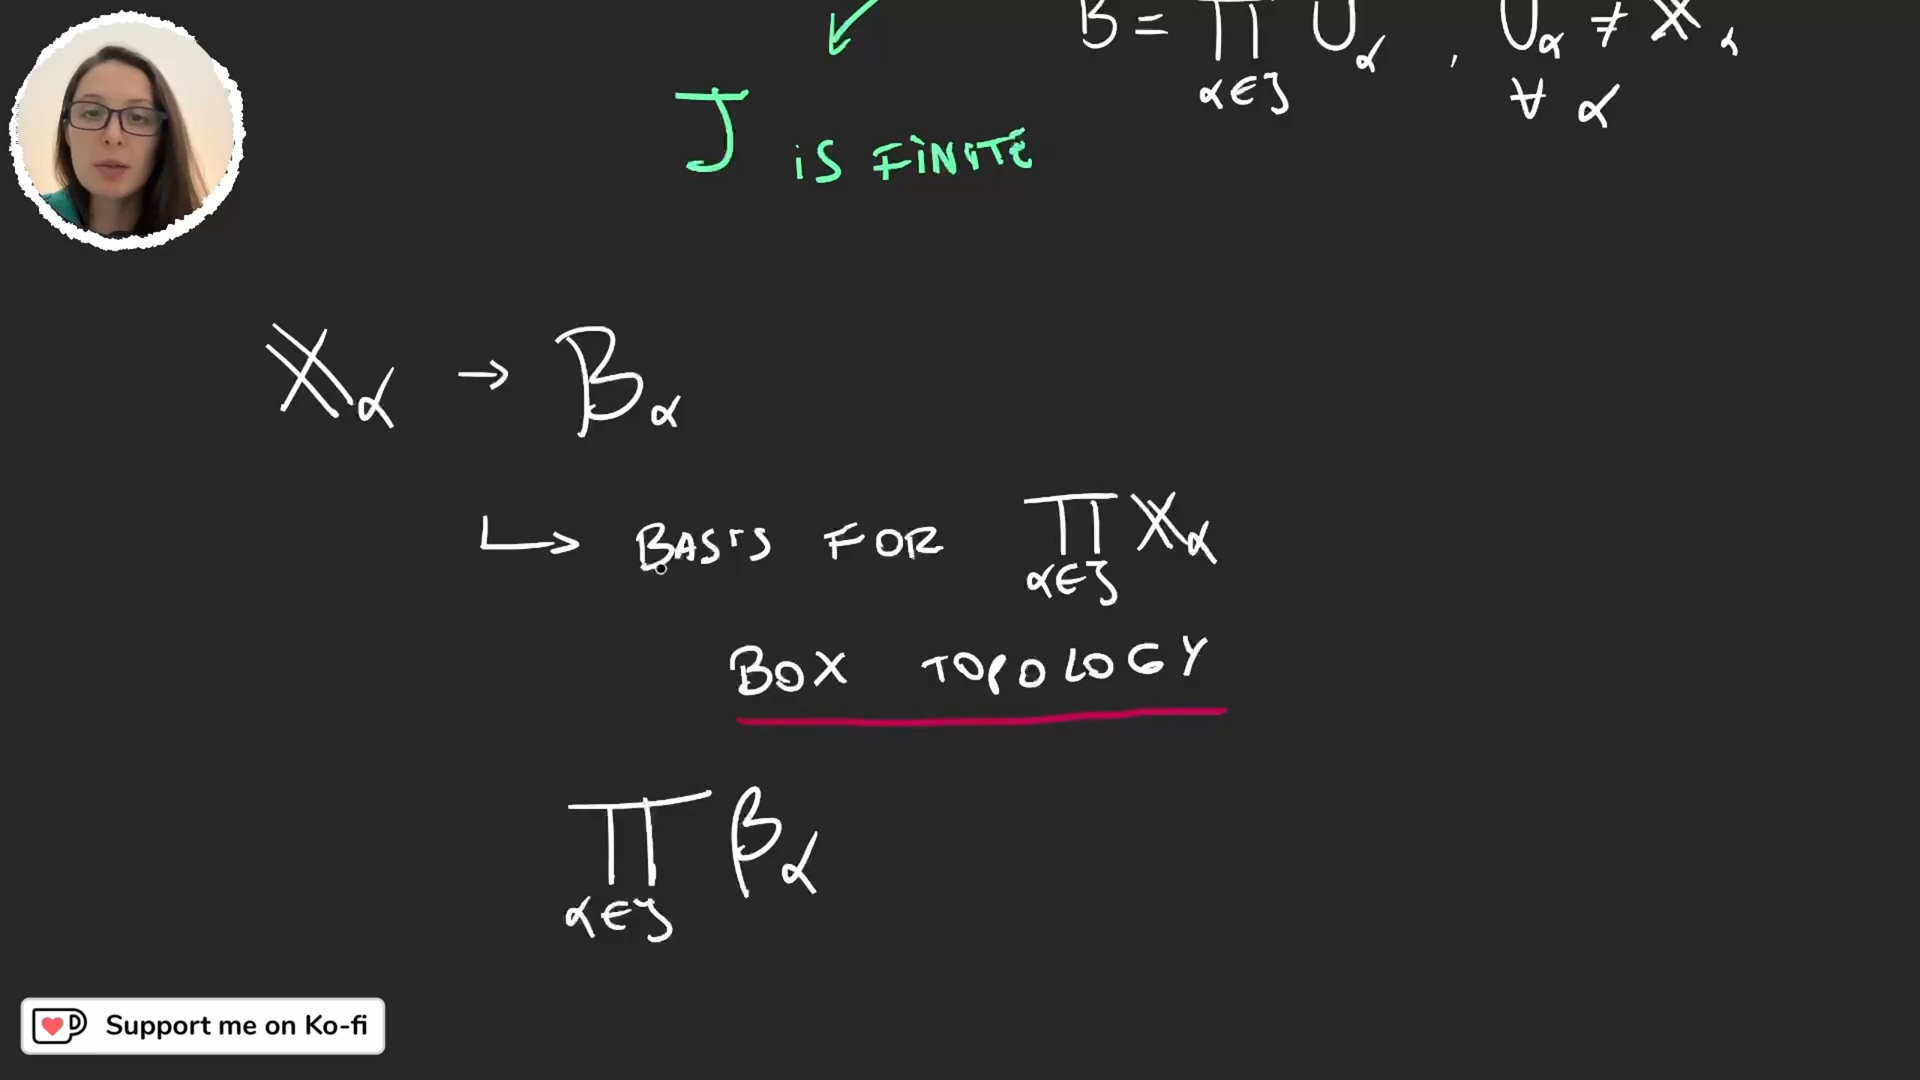 B = ∏ U_α , U_α ≠ X_α
α∈J ∀ α
J IS FINITE
X_α → B_α
↳ BASIS FOR ∏ X_α
α∈J
BOX TOPOLOGY
∏ B_α
α∈J
Support me on Ko-fi